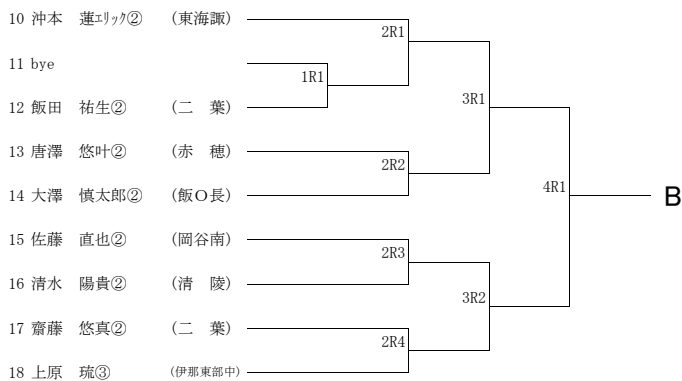 10 沖本　蓮エリック② （東海諏）
2R1
11 bye
1R1
12 飯田　祐生② （二　葉）
3R1
13 唐澤　悠叶② （赤　穂）
2R2
14 大澤　慎太郎② （飯O長）
4R1
B
15 佐藤　直也② （岡谷南）
2R3
16 清水　陽貴② （清　陵）
3R2
17 齋藤　悠真② （二　葉）
2R4
18 上原　琉③ （伊那東部中）